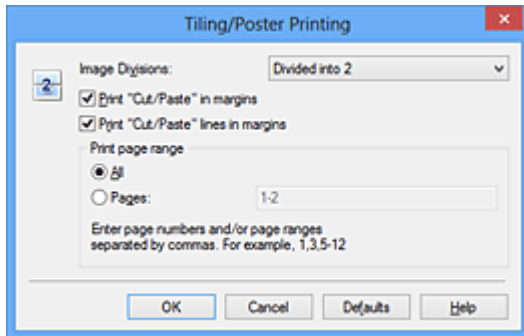 Tiling/Poster Printing
Image Divisions: Divided into 2
2
Print "Cut/Paste" in margins
Print "Cut/Paste" lines in margins
Print page range
All
Pages: 1-2
Enter page numbers and/or page ranges
separated by commas. For example, 1,3,5-12
OK Cancel Defaults Help